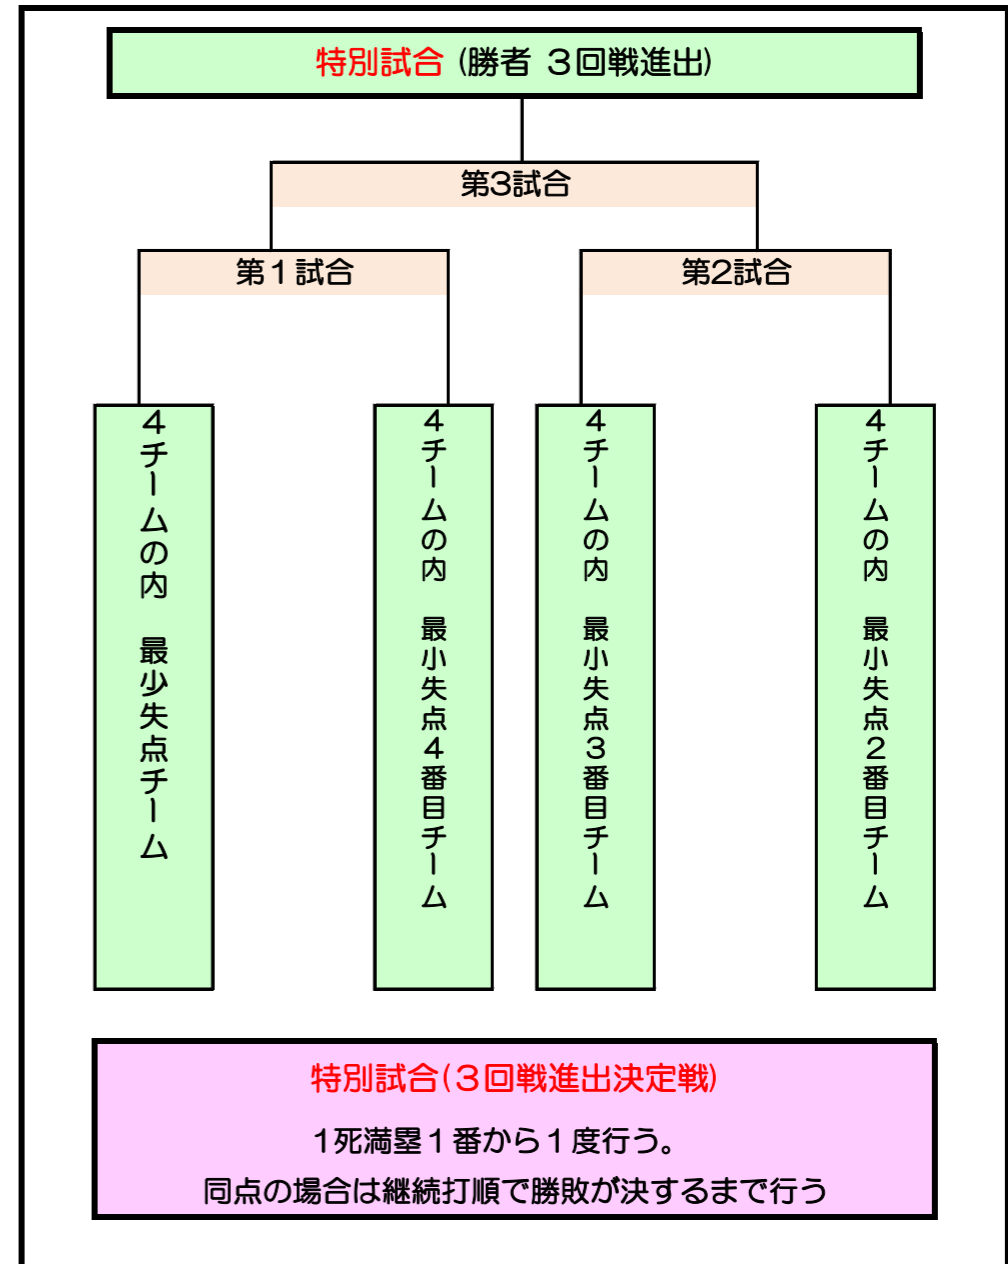 特別試合 (勝者 ３回戦進出)
第3試合
第１試合
第2試合
４チームの内　最少失点チーム
４チームの内　最小失点４番目チーム
４チームの内　最小失点３番目チーム
４チームの内　最小失点２番目チーム
特別試合(３回戦進出決定戦)
1死満塁１番から１度行う。
同点の場合は継続打順で勝敗が決するまで行う